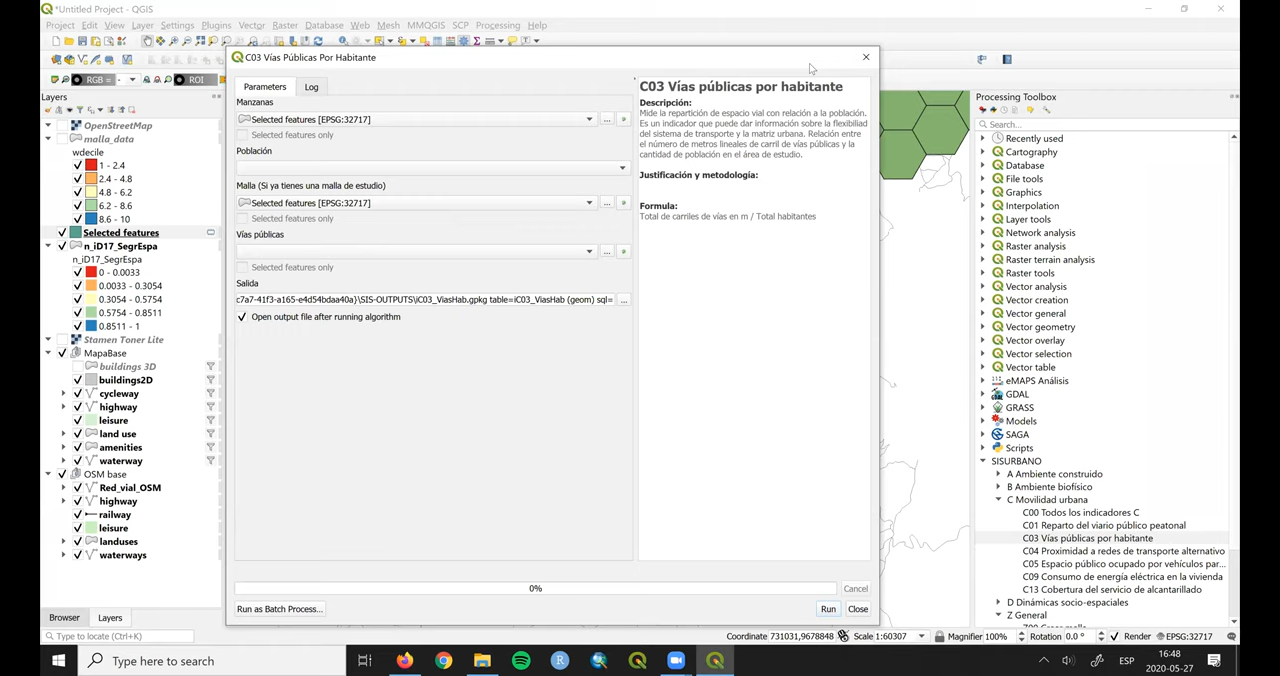 *Untitled Project - QGIS
Project Edit View Layer Settings Plugins Vector Raster Database Web Mesh MMQGIS SCP Processing Help
RGB =
ROI
Layers
OpenStreetMap
malla_data
wdecile
1 - 2.4
2.4 - 4.8
4.8 - 6.2
6.2 - 8.6
8.6 - 10
Selected features
n_iD17_SegrEspa
n_iD17_SegrEspa
0 - 0.0033
0.0033 - 0.3054
0.3054 - 0.5754
0.5754 - 0.8511
0.8511 - 1
Stamen Toner Lite
MapaBase
buildings 3D
buildings2D
cycleway
highway
leisure
land use
amenities
waterway
OSM base
Red_vial_OSM
highway
railway
leisure
landuses
waterways
Browser Layers
C03 Vías Públicas Por Habitante
Parameters Log
Manzanas
Selected features [EPSG:32717]
...
Selected features only
Población
Malla (Si ya tienes una malla de estudio)
Selected features [EPSG:32717]
...
Selected features only
Vías públicas
...
Selected features only
Salida
c7a7-41f3-a165-e4d54bdaa40a}\SIS-OUTPUTS\iC03_ViasHab.gpkg table=iC03_ViasHab (geom) sql=
...
Open output file after running algorithm
C03 Vías públicas por habitante
Descripción:
Mide la repartición de espacio vial con relación a la población.
Es un indicador que puede dar información sobre la flexibilidad
del sistema de transporte y la matriz urbana. Relación entre
el número de metros lineales de carril de vías públicas y la
cantidad de población en el área de estudio.
Justificación y metodología:
Formula:
Total de carriles de vías en m / Total habitantes
0%
Cancel
Run as Batch Process...
Run Close
Processing Toolbox
Search...
Recently used
Cartography
Database
File tools
Graphics
Interpolation
Layer tools
Network analysis
Raster analysis
Raster terrain analysis
Raster tools
Vector analysis
Vector creation
Vector general
Vector geometry
Vector overlay
Vector selection
Vector table
eMAPS Análisis
GDAL
GRASS
Models
SAGA
Scripts
SISURBANO
A Ambiente construido
B Ambiente biofísico
C Movilidad urbana
C00 Todos los indicadores C
C01 Reparto del viario público peatonal
C03 Vías públicas por habitante
C04 Proximidad a redes de transporte alternativo
C05 Espacio público ocupado por vehículos par...
C09 Consumo de energía eléctrica en la vivienda
C13 Cobertura del servicio de alcantarillado
D Dinámicas socio-espaciales
Z General
Type to locate (Ctrl+K)
Coordinate 731031,9678848 Scale 1:60307 Magnifier 100% Rotation 0.0 ° Render EPSG:32717
Type here to search
ESP
16:48
2020-05-27